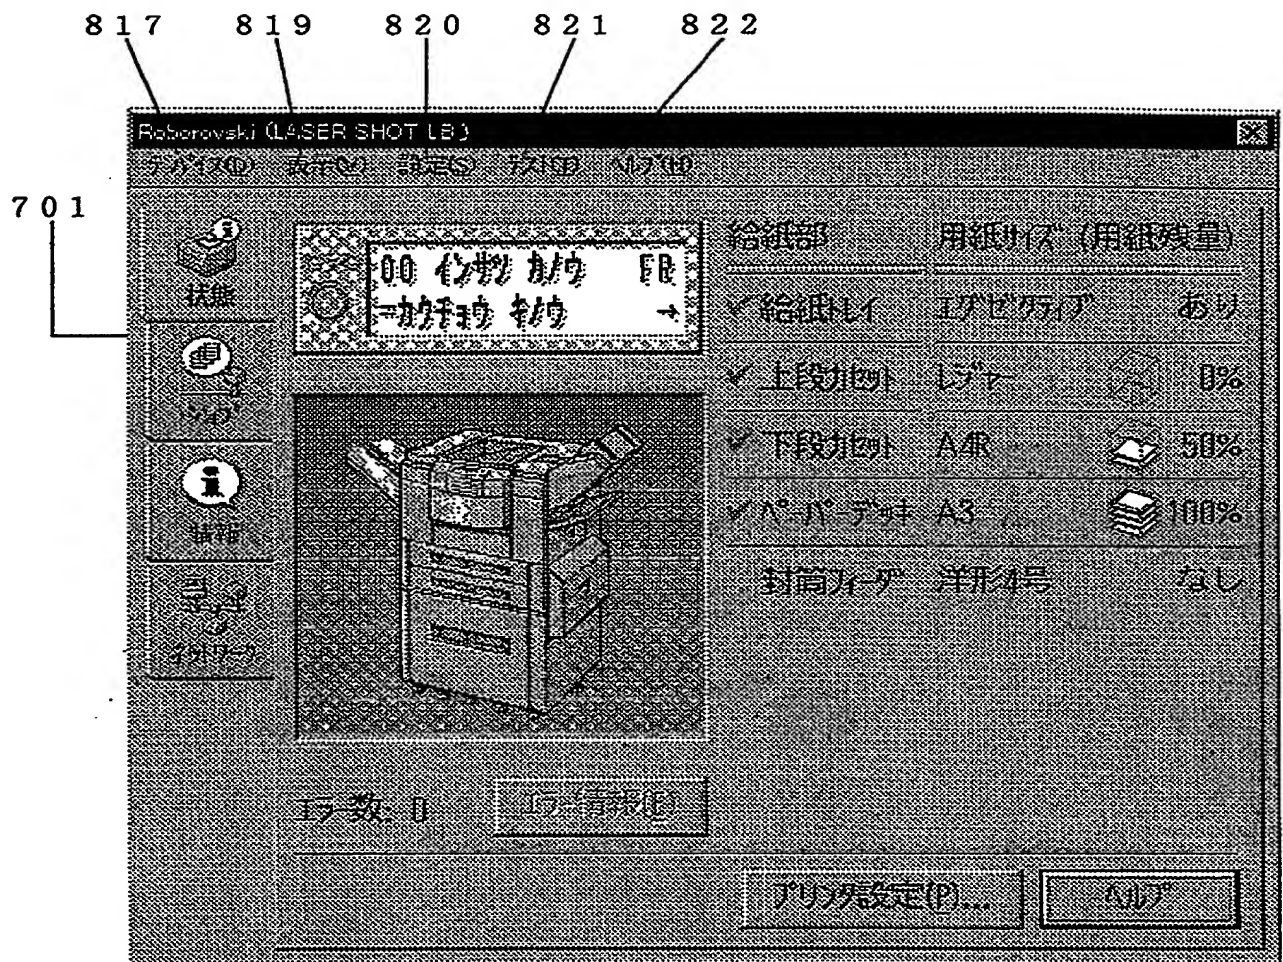 817 819 820 821 822
Roborovski (LASER SHOT LB)
デバイス(D) 表示(V) 設定(S) テスト(T) ヘルプ(H)
701
状態
ジョブ
情報
ネットワーク
00 インサツ カノウ FR
=カクチョウ キノウ →
給紙部 用紙サイズ (用紙残量)
給紙トレイ エグゼクティブ あり
上段カセット レジャー 0%
下段カセット A4R 50%
ペーパーデッキ A3 100%
封筒フィーダ 洋形4号 なし
エラー数: 0 エラー情報(E)
プリンタ設定(P)... ヘルプ